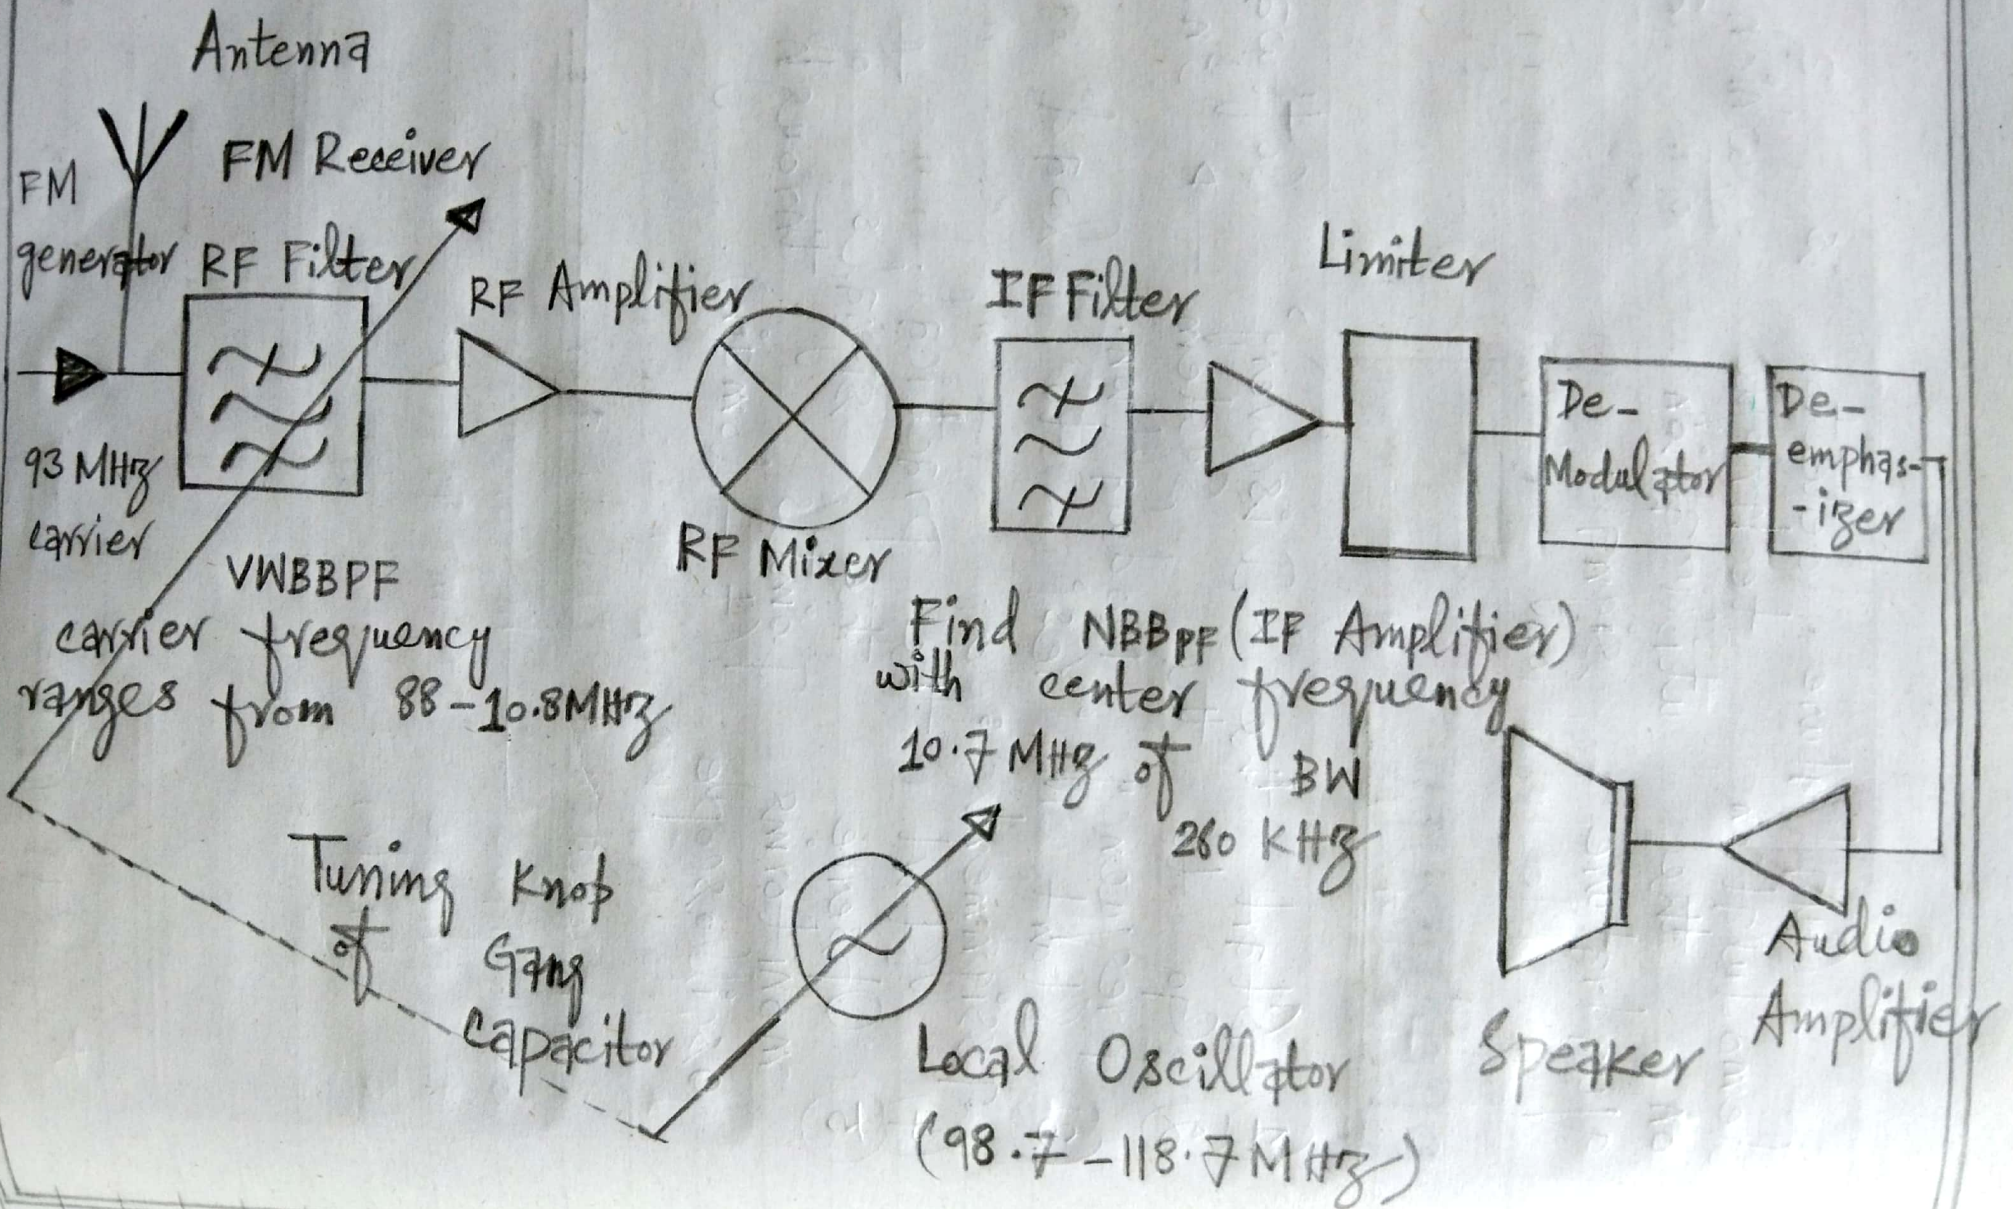 Antenna
FM Receiver
FM
generator
RF Filter
RF Amplifier
IF Filter
Limiter
93 MHz
carrier
De-
Modulator
De-
emphas-
-izer
RF Mixer
VWBBPF
carrier frequency
ranges from 88-10.8MHz
Find NBBPF (IF Amplifier)
with center frequency
10.7 MHz of BW
260 KHz
Tuning Knob
of Gang
Capacitor
Local Oscillator
(98.7-118.7 MHz)
Speaker
Audio
Amplifier